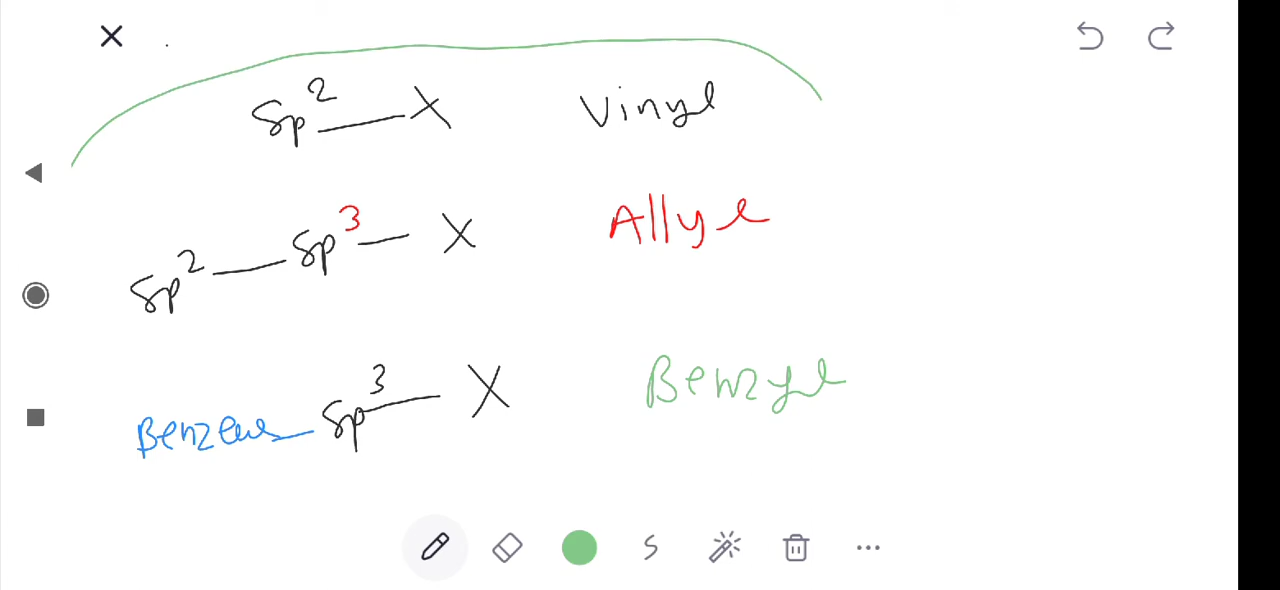 Sp² — X Vinyl
Sp² — Sp³ — X Allyl
Benzene — Sp³ — X Benzyl